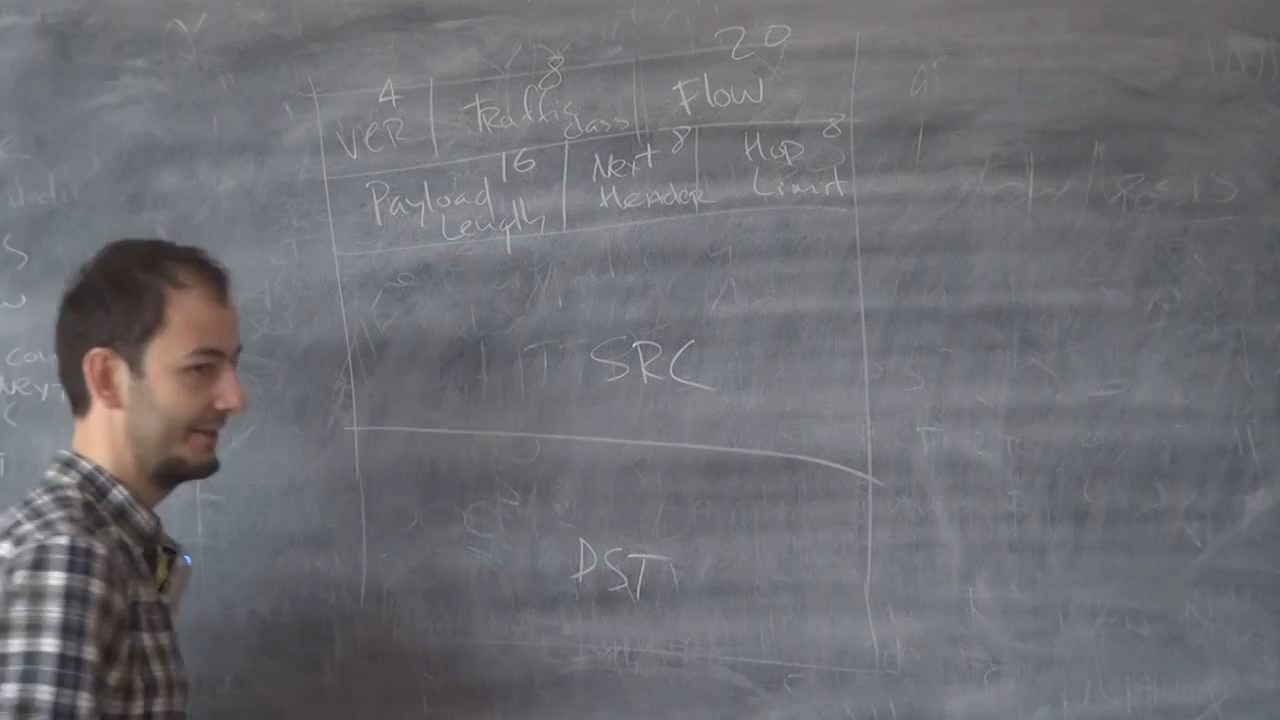 4 8 20
VER Traffic class Flow
16 8 8
Payload Length Next Header Hop Limit
SRC
DST